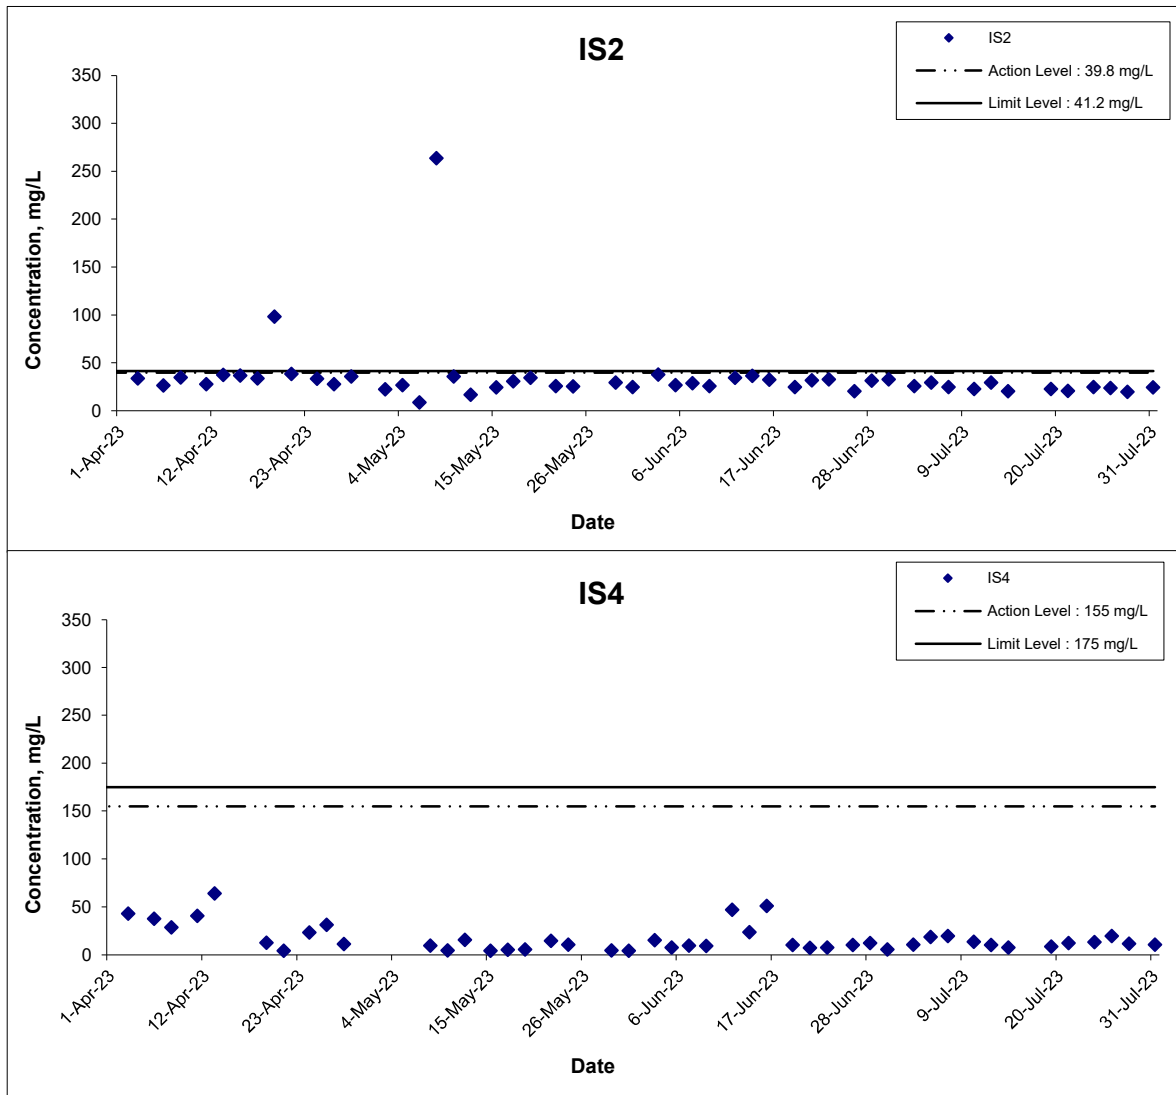 IS2
IS2
Action Level : 39.8 mg/L
Limit Level : 41.2 mg/L
350
300
250
200
150
100
50
0
Concentration, mg/L
1-Apr-23
12-Apr-23
23-Apr-23
4-May-23
15-May-23
26-May-23
6-Jun-23
17-Jun-23
28-Jun-23
9-Jul-23
20-Jul-23
31-Jul-23
Date
IS4
IS4
Action Level : 155 mg/L
Limit Level : 175 mg/L
350
300
250
200
150
100
50
0
Concentration, mg/L
1-Apr-23
12-Apr-23
23-Apr-23
4-May-23
15-May-23
26-May-23
6-Jun-23
17-Jun-23
28-Jun-23
9-Jul-23
20-Jul-23
31-Jul-23
Date